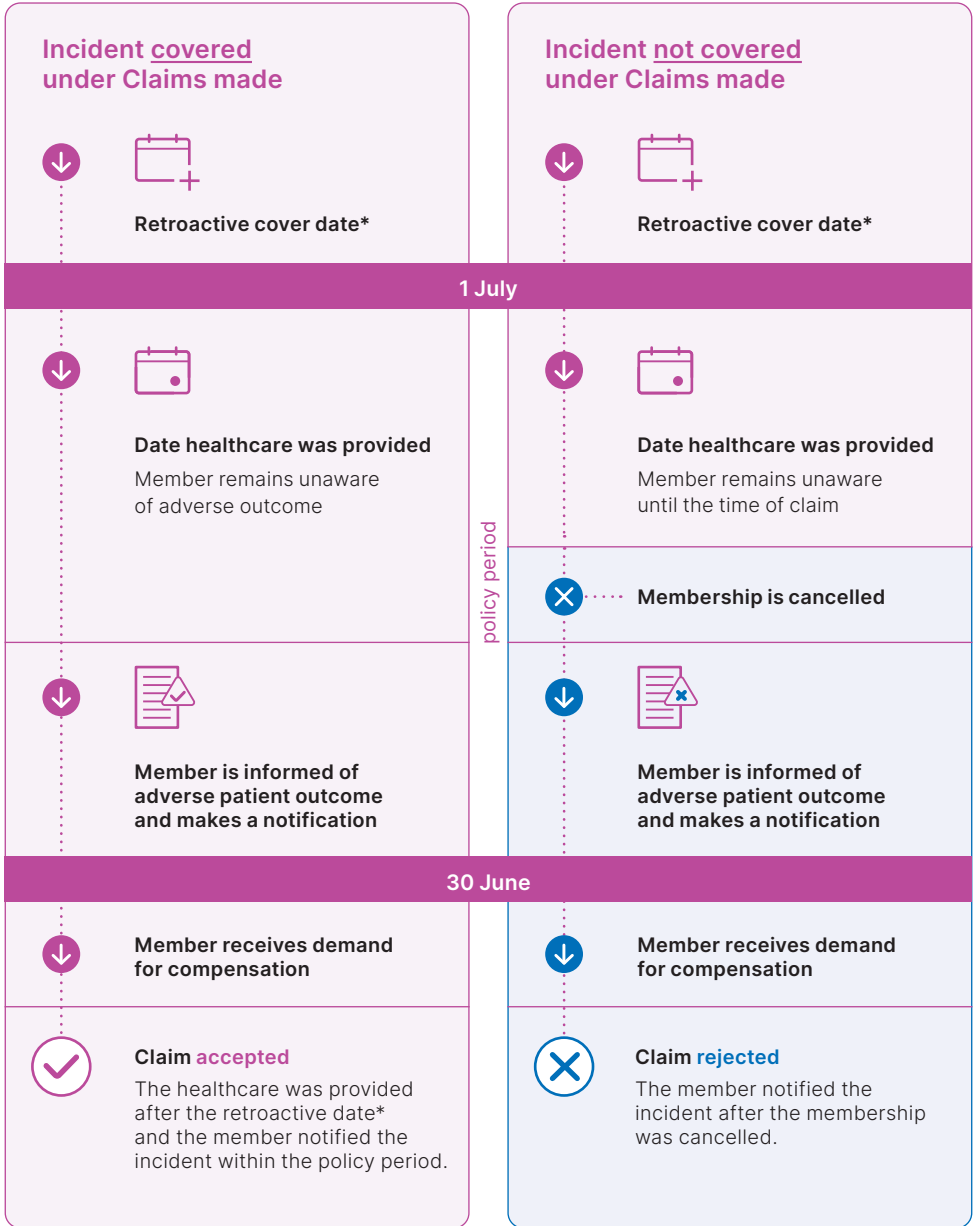 Incident covered
under Claims made
Retroactive cover date*
Incident not covered
under Claims made
Retroactive cover date*
1 July
Date healthcare was provided
Member remains unaware
of adverse outcome
Member is informed of
adverse patient outcome
and makes a notification
policy period
Date healthcare was provided
Member remains unaware
until the time of claim
Membership is cancelled
Member is informed of
adverse patient outcome
and makes a notification
30 June
Member receives demand
for compensation
Claim accepted
The healthcare was provided
after the retroactive date*
and the member notified the
incident within the policy period.
Member receives demand
for compensation
Claim rejected
The member notified the
incident after the membership
was cancelled.